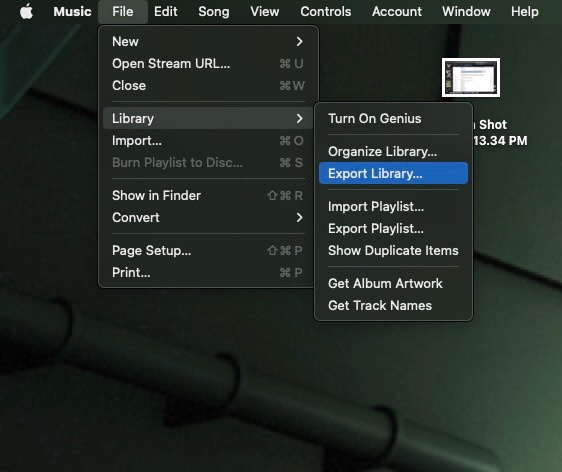 Music File Edit Song View Controls Account Window Help
New
Open Stream URL... ⌘ U
Close ⌘ W
Library
Import... ⌘ O
Burn Playlist to Disc... ⌘ S
Show in Finder ⇧⌘ R
Convert
Page Setup... ⇧⌘ P
Print... ⌘ P
Turn On Genius
Organize Library...
Export Library...
Import Playlist...
Export Playlist...
Show Duplicate Items
Get Album Artwork
Get Track Names
Shot
13.34 PM